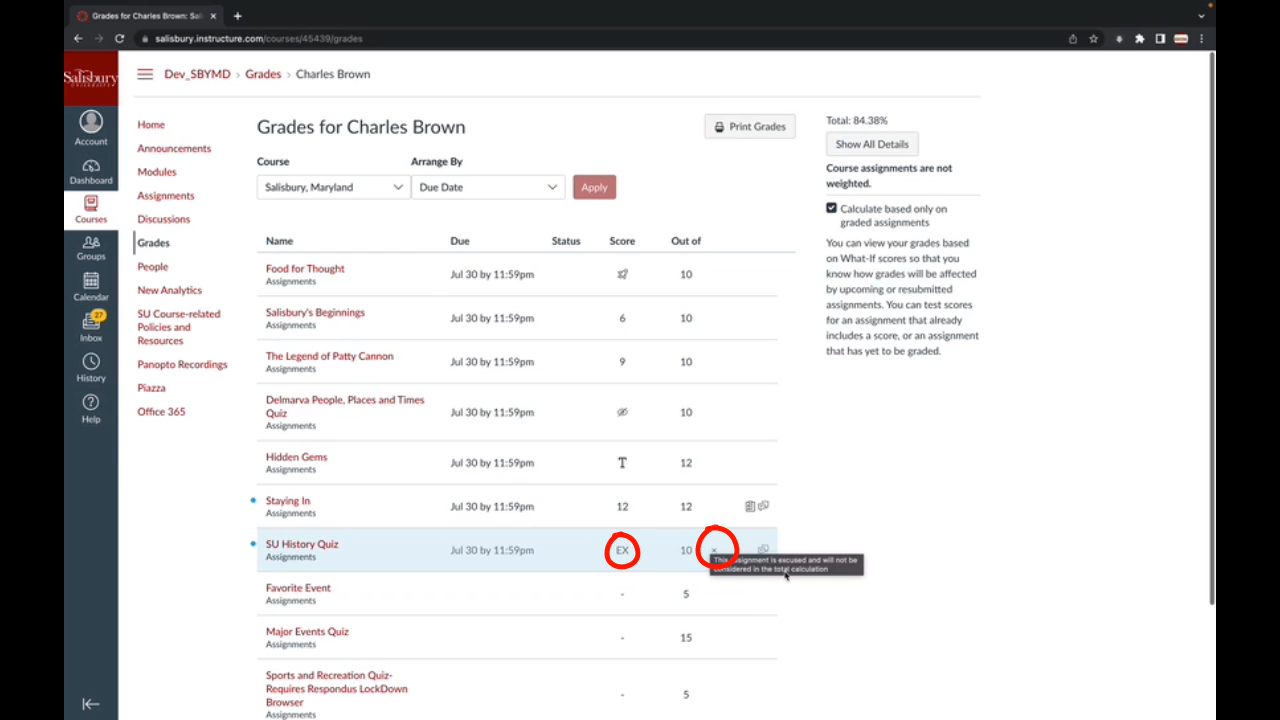 Grades for Charles Brown: Sal
salisbury.instructure.com/courses/45439/grades
Salisbury
UNIVERSITY
Dev_SBYMD > Grades > Charles Brown
Account
Dashboard
Courses
Groups
Calendar
27
Inbox
History
Help
Home
Announcements
Modules
Assignments
Discussions
Grades
People
New Analytics
SU Course-related
Policies and
Resources
Panopto Recordings
Piazza
Office 365
Grades for Charles Brown
Print Grades
Course
Arrange By
Salisbury, Maryland
Due Date
Apply
Name Due Status Score Out of
Food for Thought
Assignments
Jul 30 by 11:59pm 10
Salisbury's Beginnings
Assignments
Jul 30 by 11:59pm 6 10
The Legend of Patty Cannon
Assignments
Jul 30 by 11:59pm 9 10
Delmarva People, Places and Times
Quiz
Assignments
Jul 30 by 11:59pm 10
Hidden Gems
Assignments
Jul 30 by 11:59pm 12
Staying In
Assignments
Jul 30 by 11:59pm 12 12
SU History Quiz
Assignments
Jul 30 by 11:59pm EX 10 ×
This assignment is excused and will not be
considered in the total calculation
Favorite Event
Assignments
- 5
Major Events Quiz
Assignments
- 15
Sports and Recreation Quiz-
Requires Respondus LockDown
Browser
Assignments
- 5
Total: 84.38%
Show All Details
Course assignments are not
weighted.
Calculate based only on
graded assignments
You can view your grades based
on What-If scores so that you
know how grades will be affected
by upcoming or resubmitted
assignments. You can test scores
for an assignment that already
includes a score, or an assignment
that has yet to be graded.